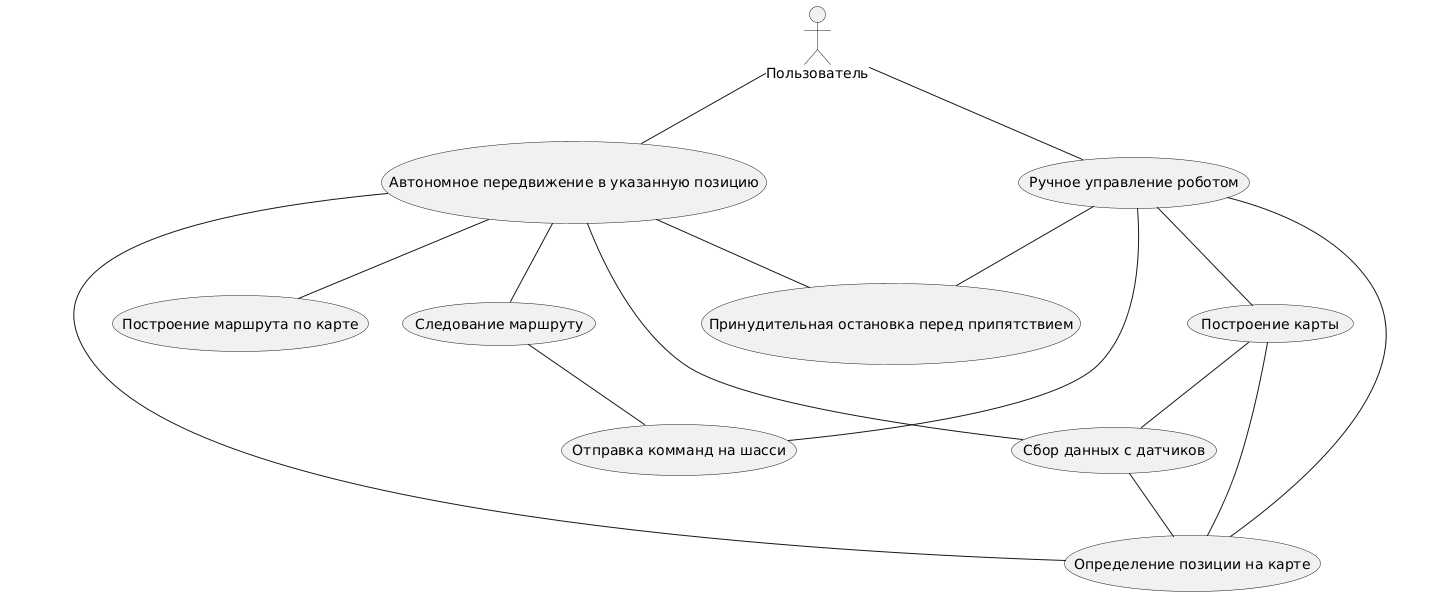 Пользователь
Автономное передвижение в указанную позицию
Ручное управление роботом
Построение маршрута по карте
Следование маршруту
Принудительная остановка перед припятствием
Построение карты
Отправка комманд на шасси
Сбор данных с датчиков
Определение позиции на карте